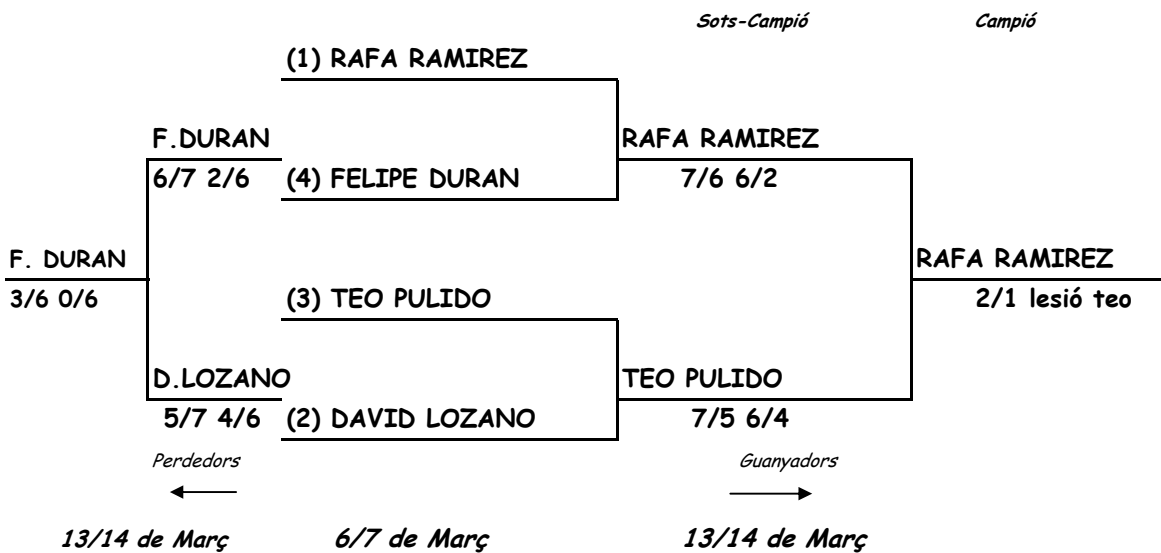 Sots-Campió Campió
(1) RAFA RAMIREZ
F.DURAN RAFA RAMIREZ
6/7 2/6 (4) FELIPE DURAN 7/6 6/2
F. DURAN RAFA RAMIREZ
3/6 0/6 (3) TEO PULIDO 2/1 lesió teo
D.LOZANO TEO PULIDO
5/7 4/6 (2) DAVID LOZANO 7/5 6/4
Perdedors Guanyadors
13/14 de Març 6/7 de Març 13/14 de Març